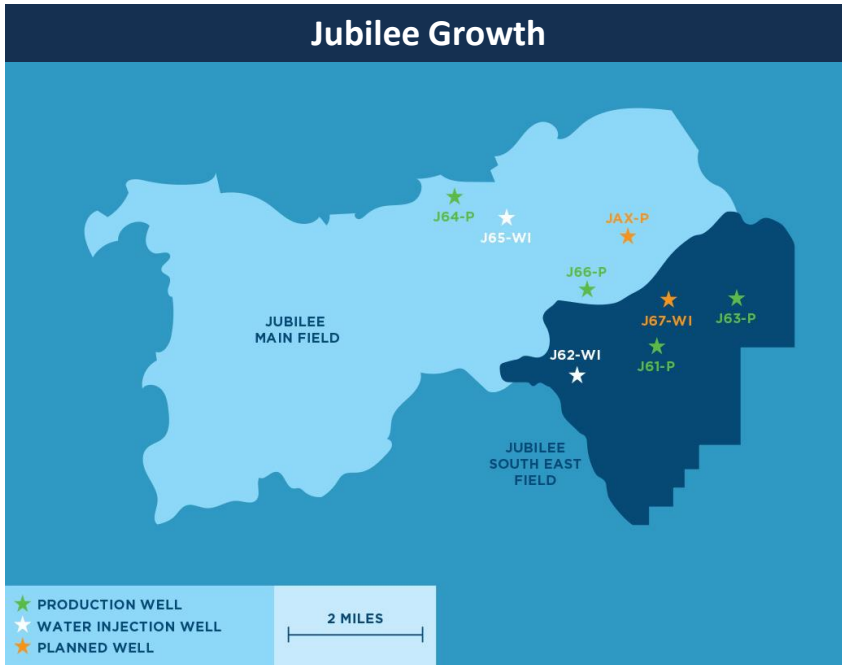 Jubilee Growth
J64-P
J65-WI
JAX-P
J66-P
J67-WI
J63-P
JUBILEE
MAIN FIELD
J62-WI
J61-P
JUBILEE
SOUTH EAST
FIELD
PRODUCTION WELL
WATER INJECTION WELL
PLANNED WELL
2 MILES